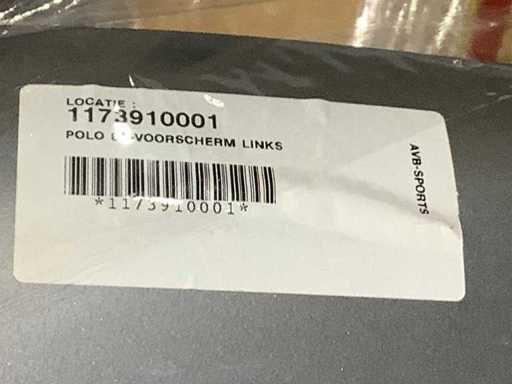 LOCATIE :
1173910001
POLO VOORSCHERM LINKS
*1173910001*
AVB-SPORTS